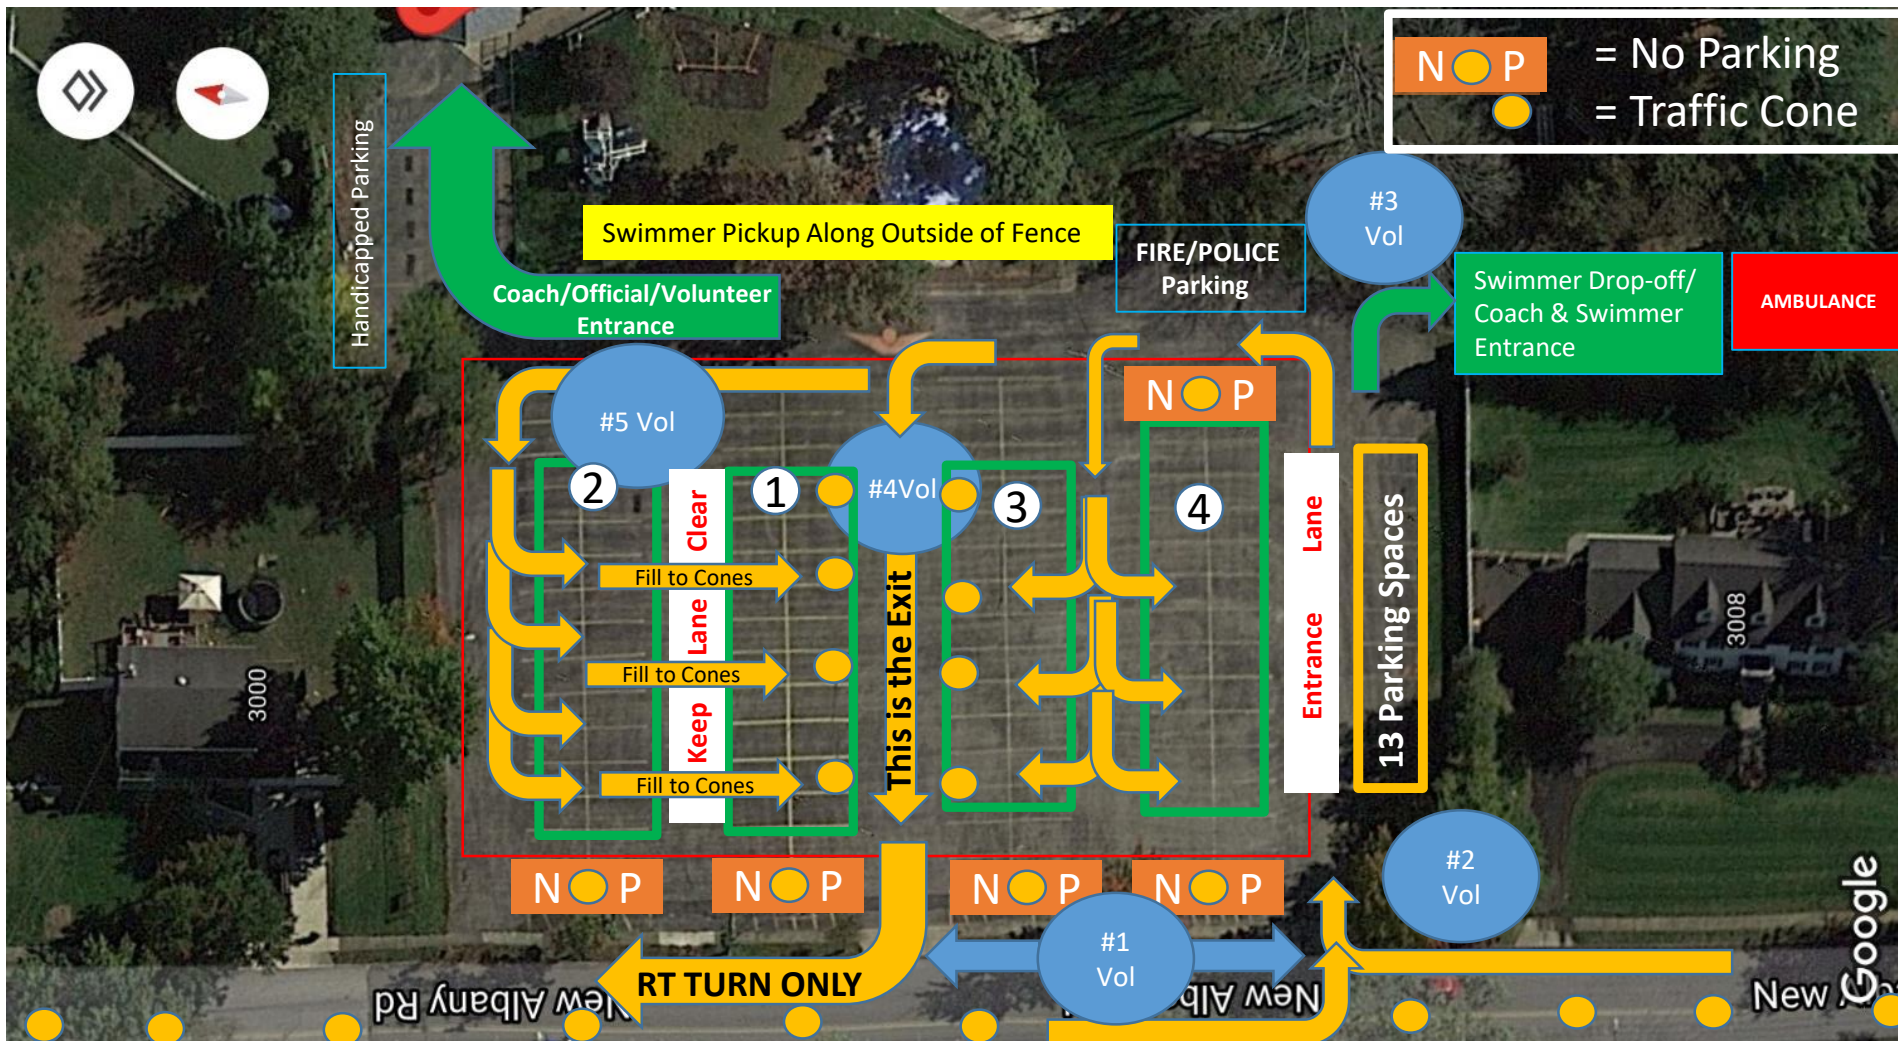 N P = No Parking
= Traffic Cone
Handicapped Parking
#3
Vol
Swimmer Pickup Along Outside of Fence
FIRE/POLICE
Parking
Coach/Official/Volunteer
Entrance
Swimmer Drop-off/
Coach & Swimmer
Entrance
AMBULANCE
N P
#5 Vol
2
1
#4Vol
3
4
Keep Lane Clear
Fill to Cones
Fill to Cones
Fill to Cones
This is the Exit
Entrance Lane
13 Parking Spaces
3000
3008
N P
N P
N P
N P
#1
Vol
#2
Vol
RT TURN ONLY
New Albany Rd
New Alb
New
Google